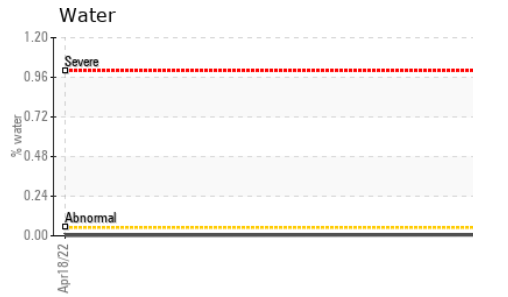 Water
1.20
Severe
0.96
0.72
% water
0.48
0.24
Abnormal
0.00
Apr18/22